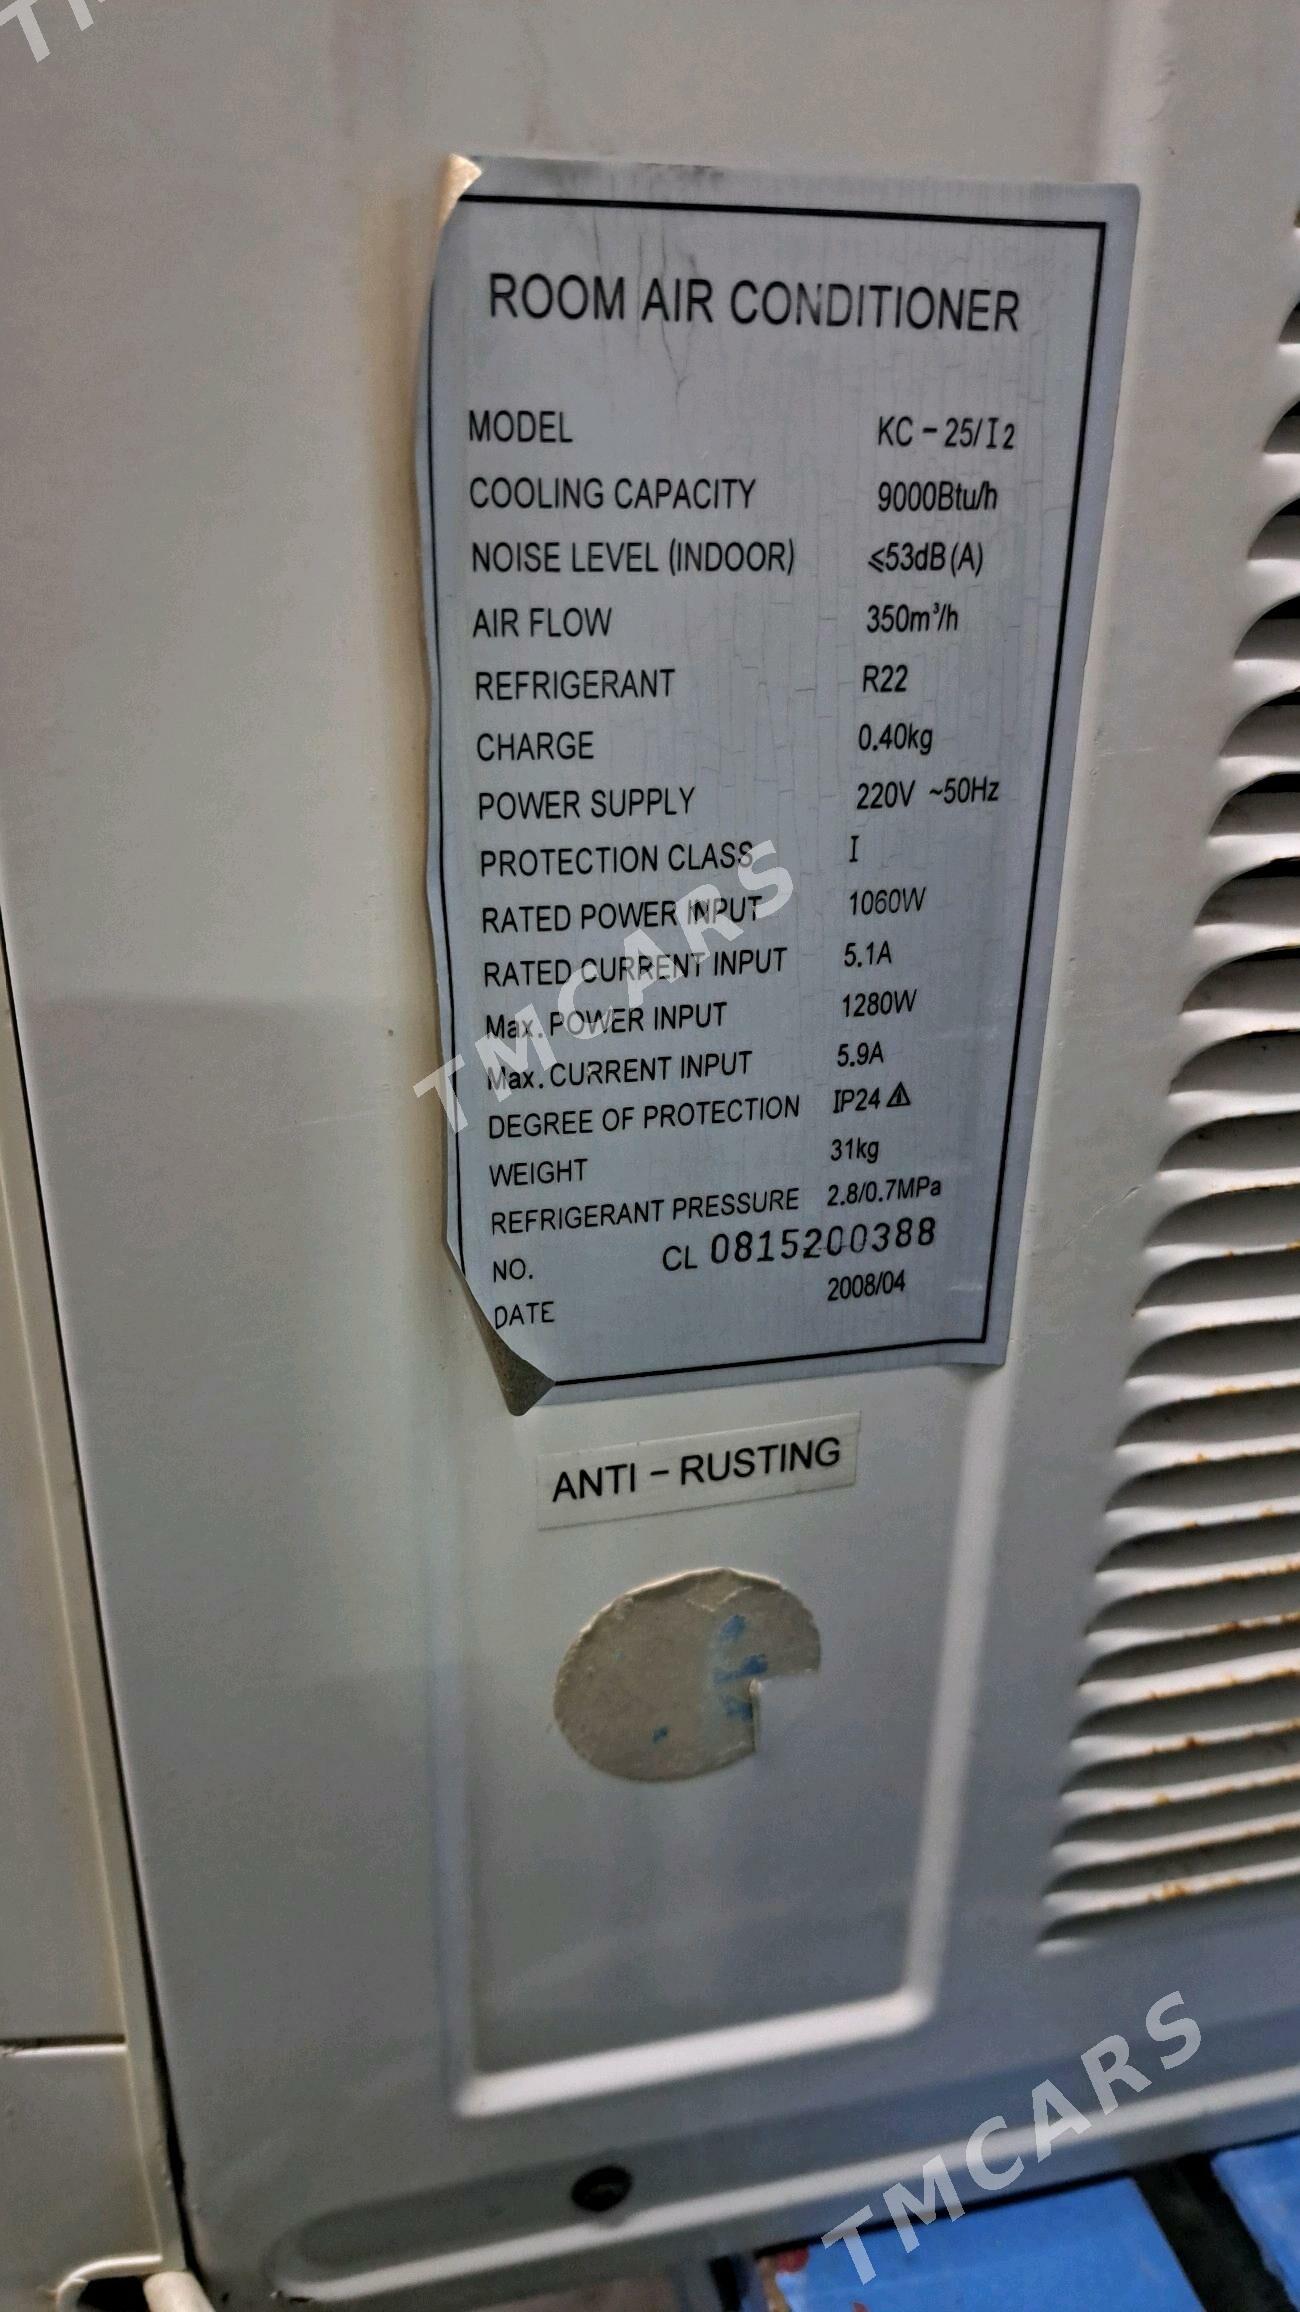 ROOM AIR CONDITIONER
MODEL KC-25/I2
COOLING CAPACITY 9000Btu/h
NOISE LEVEL (INDOOR) ≤53dB(A)
AIR FLOW 350m³/h
REFRIGERANT R22
CHARGE 0.40kg
POWER SUPPLY 220V ~50Hz
PROTECTION CLASS I
RATED POWER INPUT 1060W
RATED CURRENT INPUT 5.1A
Max. POWER INPUT 1280W
Max. CURRENT INPUT 5.9A
DEGREE OF PROTECTION IP24 ⚠
WEIGHT 31kg
REFRIGERANT PRESSURE 2.8/0.7MPa
NO. CL 0815200388
DATE 2008/04
ANTI-RUSTING
TMCARS
TMCARS